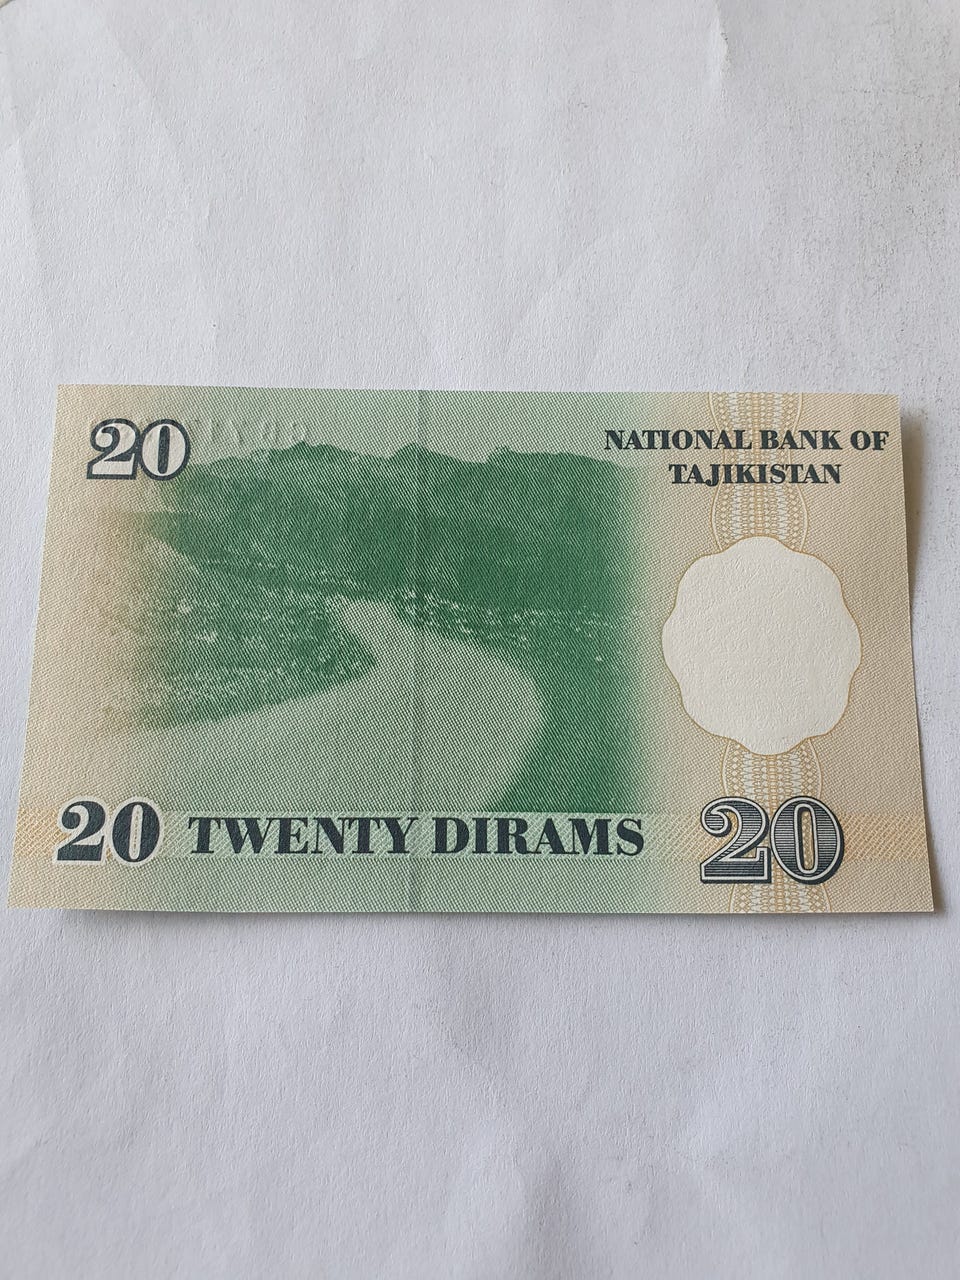 20
NATIONAL BANK OF
TAJIKISTAN
20 TWENTY DIRAMS 20